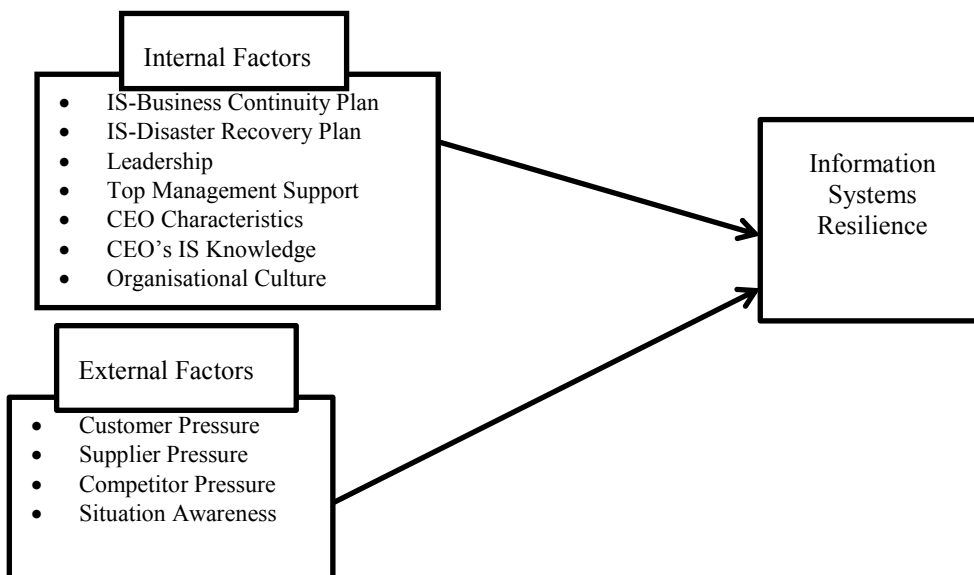 Internal Factors
• IS-Business Continuity Plan
• IS-Disaster Recovery Plan
• Leadership
• Top Management Support
• CEO Characteristics
• CEO’s IS Knowledge
• Organisational Culture
Information
Systems
Resilience
External Factors
• Customer Pressure
• Supplier Pressure
• Competitor Pressure
• Situation Awareness